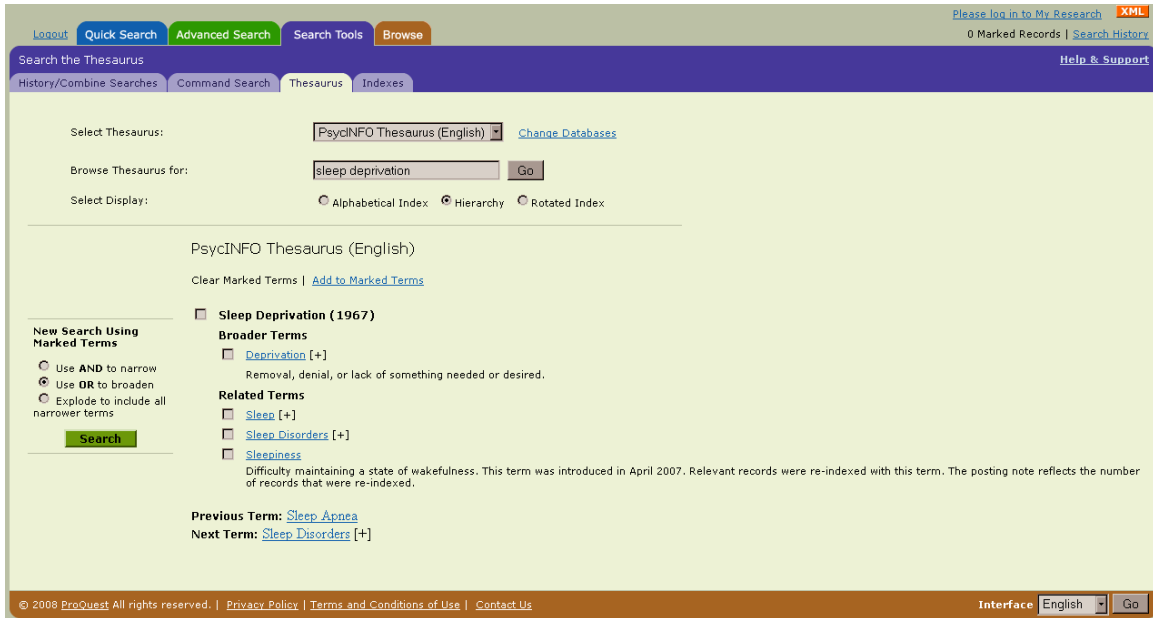 Please log in to My Research XML
Logout Quick Search Advanced Search Search Tools Browse 0 Marked Records | Search History
Search the Thesaurus Help & Support
History/Combine Searches Command Search Thesaurus Indexes
Select Thesaurus: PsycINFO Thesaurus (English) Change Databases
Browse Thesaurus for: sleep deprivation Go
Select Display: Alphabetical Index Hierarchy Rotated Index
PsycINFO Thesaurus (English)
Clear Marked Terms | Add to Marked Terms
New Search Using
Marked Terms
Use AND to narrow
Use OR to broaden
Explode to include all
narrower terms
Search
Sleep Deprivation (1967)
Broader Terms
Deprivation [+]
Removal, denial, or lack of something needed or desired.
Related Terms
Sleep [+]
Sleep Disorders [+]
Sleepiness
Difficulty maintaining a state of wakefulness. This term was introduced in April 2007. Relevant records were re-indexed with this term. The posting note reflects the number
of records that were re-indexed.
Previous Term: Sleep Apnea
Next Term: Sleep Disorders [+]
© 2008 ProQuest All rights reserved. | Privacy Policy | Terms and Conditions of Use | Contact Us Interface English Go